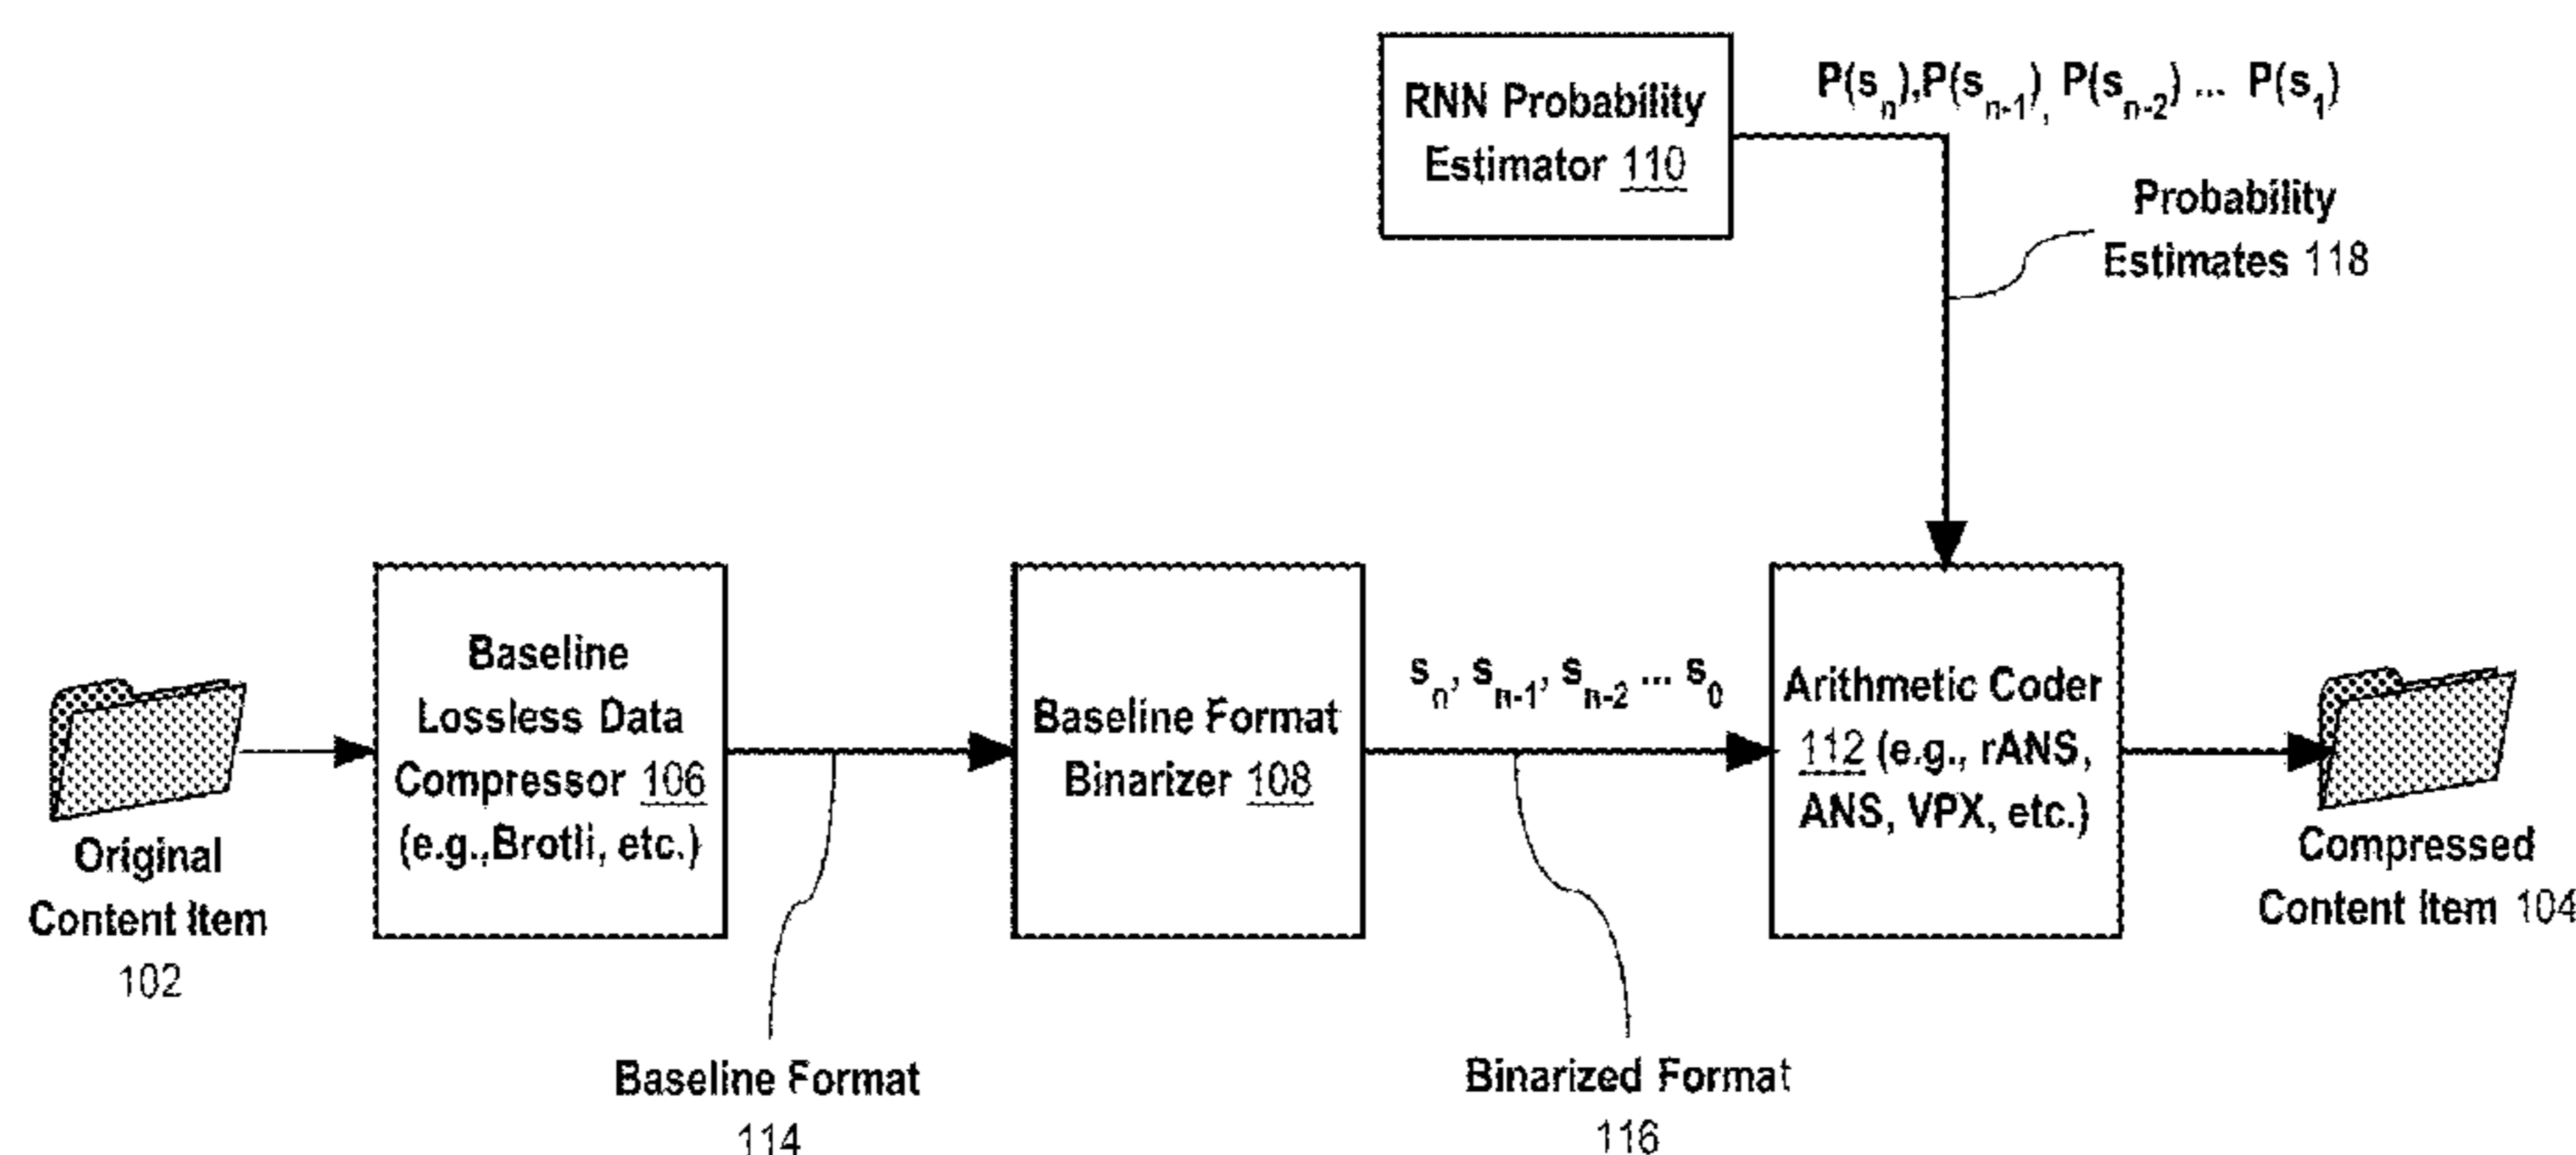 RNN Probability
Estimator 110
P(sn),P(sn-1), P(sn-2) ... P(s1)
Probability
Estimates 118
Original
Content Item
102
Baseline
Lossless Data
Compressor 106
(e.g.,Brotli, etc.)
Baseline Format
Binarizer 108
sn, sn-1, sn-2 ... s0
Arithmetic Coder
112 (e.g., rANS,
ANS, VPX, etc.)
Compressed
Content Item 104
Baseline Format
114
Binarized Format
116